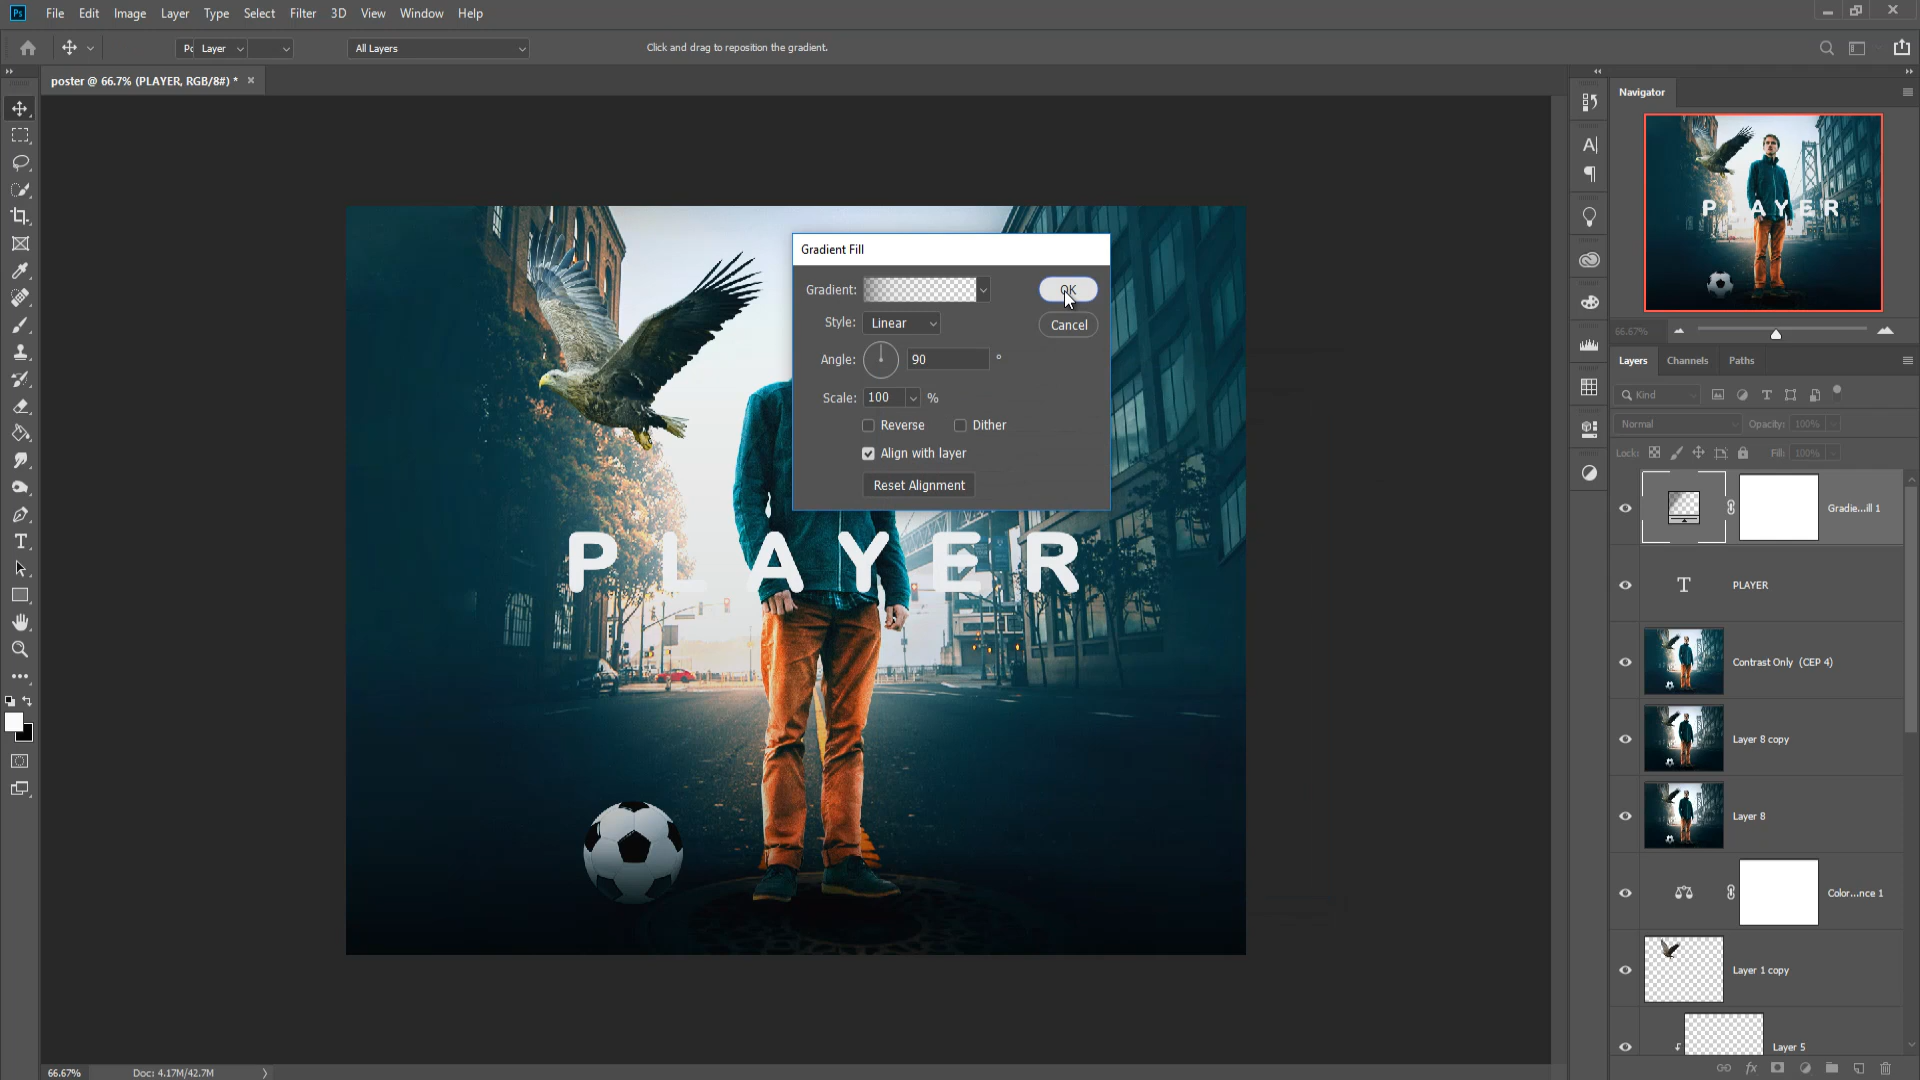 Ps File Edit Image Layer Type Select Filter 3D View Window Help
Layer All Layers Click and drag to reposition the gradient.
poster @ 66.7% (PLAYER, RGB/8#) *
Navigator
Gradient Fill
Gradient: OK
Style: Linear Cancel
Angle: 90 °
Scale: 100 %
Reverse Dither
Align with layer
Reset Alignment
PLAYER
PLAYER
66.67%
Layers Channels Paths
Kind
Normal Opacity: 100%
Lock: Fill: 100%
Gradie...ill 1
T PLAYER
Contrast Only (CEP 4)
Layer 8 copy
Layer 8
Color...nce 1
Layer 1 copy
Layer 5
fx
66.67% Doc: 4.17M/42.7M